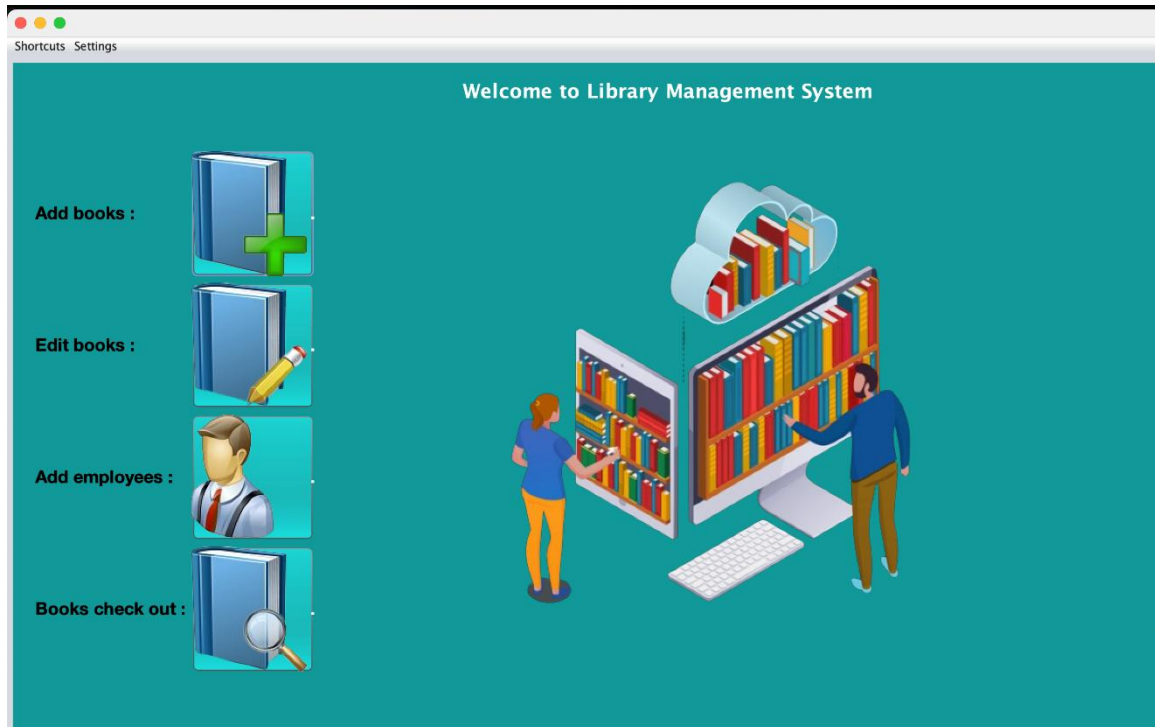 Shortcuts Settings
Welcome to Library Management System
Add books :
Edit books :
Add employees :
Books check out :